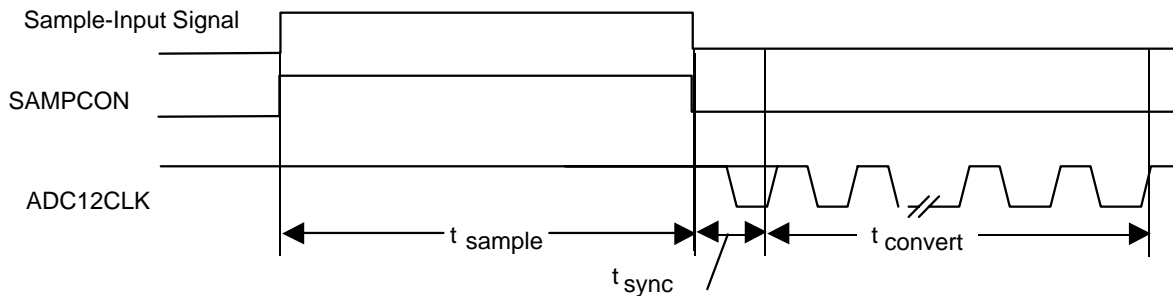 Sample-Input Signal
SAMPCON
ADC12CLK
t sample
t convert
t sync